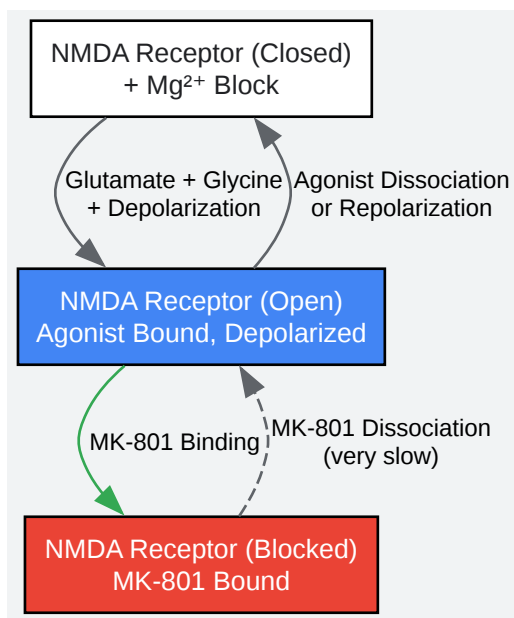 NMDA Receptor (Closed)
+ Mg²⁺ Block
Glutamate + Glycine
+ Depolarization
Agonist Dissociation
or Repolarization
NMDA Receptor (Open)
Agonist Bound, Depolarized
MK-801 Binding
MK-801 Dissociation
(very slow)
NMDA Receptor (Blocked)
MK-801 Bound